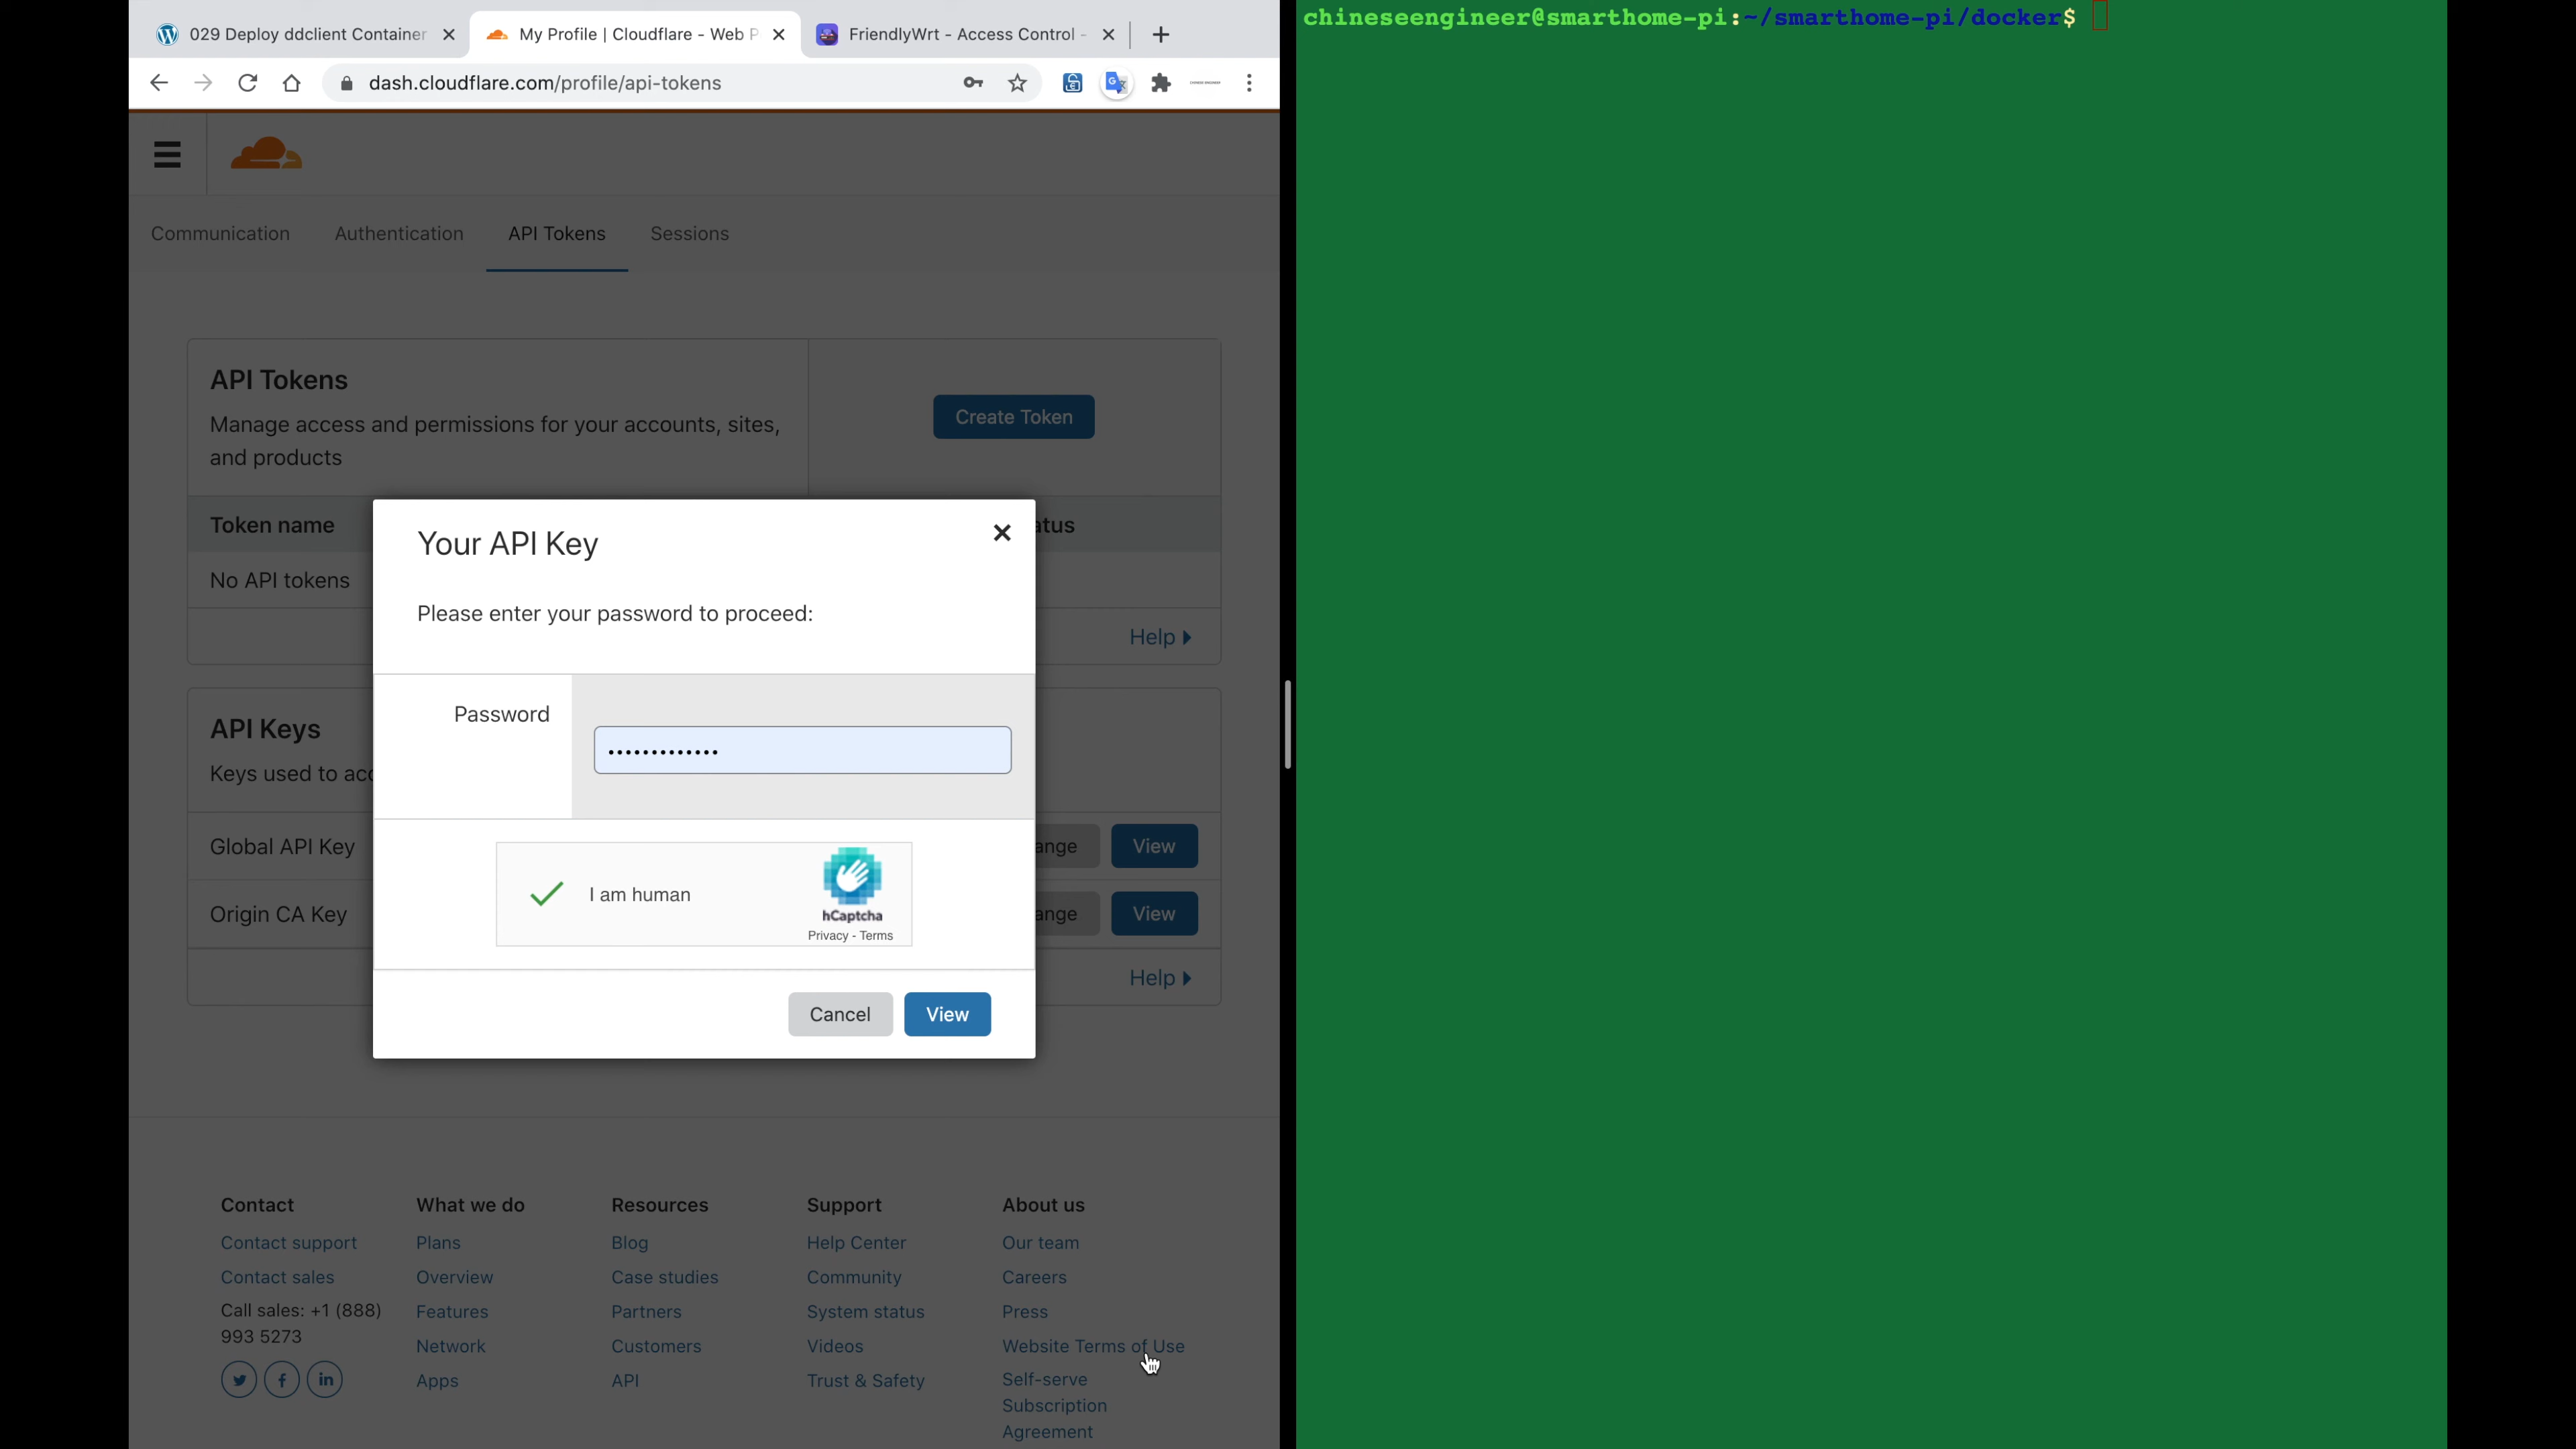 029 Deploy ddclient Container
My Profile | Cloudflare - Web P
FriendlyWrt - Access Control -
dash.cloudflare.com/profile/api-tokens
chineseengineer@smarthome-pi:~/smarthome-pi/docker$
Communication
Authentication
API Tokens
Sessions
API Tokens
Manage access and permissions for your accounts, sites,
and products
Create Token
Token name
atus
No API tokens
Help
Your API Key
Please enter your password to proceed:
Password
I am human
hCaptcha
Privacy - Terms
Cancel
View
API Keys
Keys used to acc
Global API Key
ange
View
Origin CA Key
ange
View
Help
Contact
Contact support
Contact sales
Call sales: +1 (888)
993 5273
What we do
Plans
Overview
Features
Network
Apps
Resources
Blog
Case studies
Partners
Customers
API
Support
Help Center
Community
System status
Videos
Trust & Safety
About us
Our team
Careers
Press
Website Terms of Use
Self-serve
Subscription
Agreement